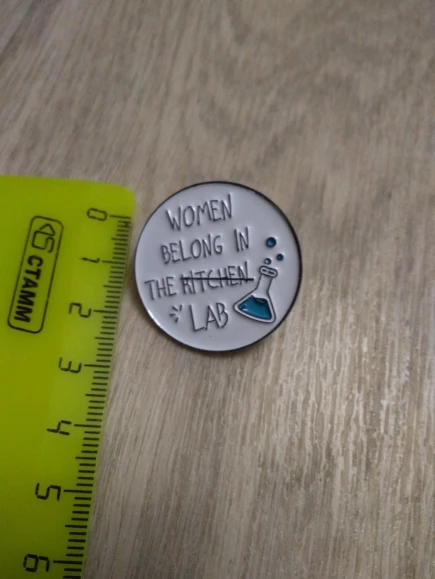 WOMEN
BELONG IN
THE KITCHEN
LAB
СТАММ
0
1
2
3
4
5
6